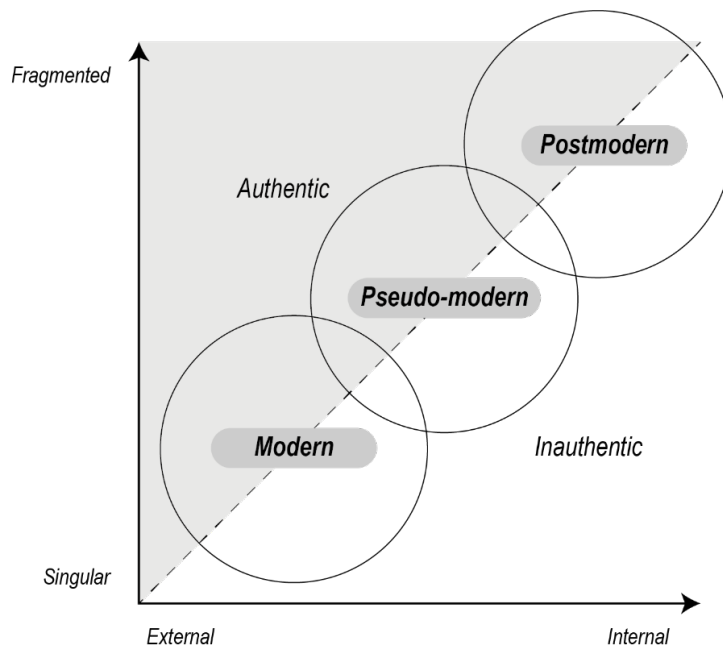 Fragmented
Postmodern
Authentic
Pseudo-modern
Modern
Inauthentic
Singular
External
Internal